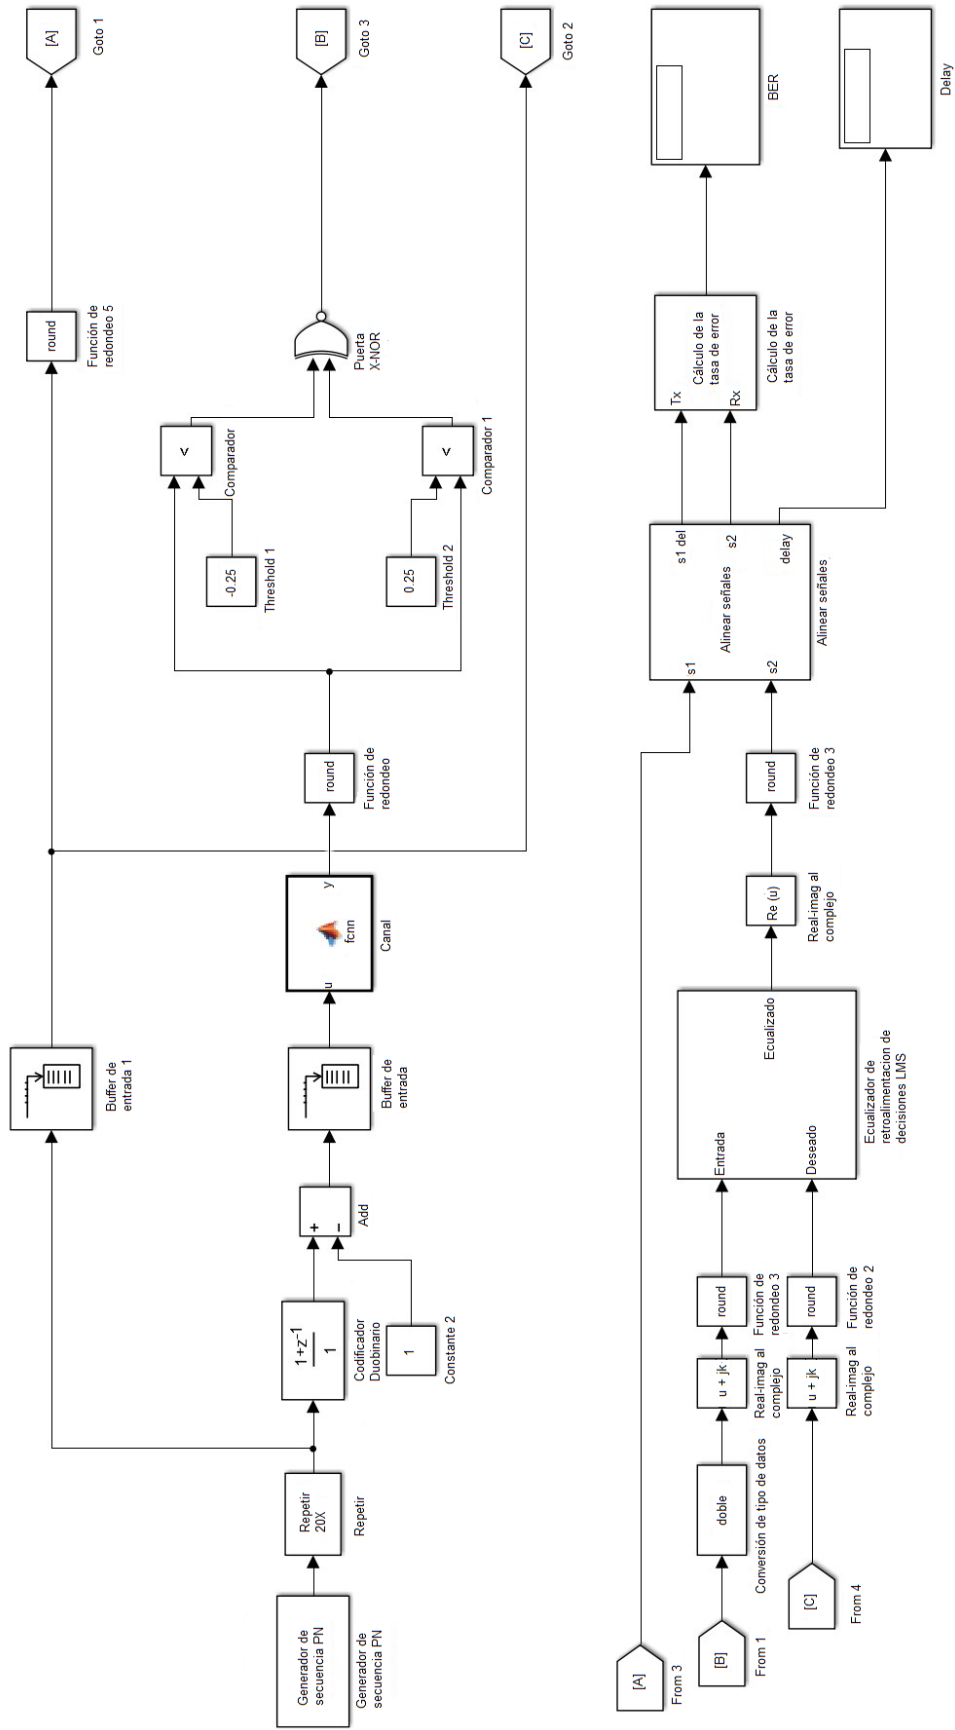 Buffer de
entrada 1
round
Función de
redondeo 5
[A]
Goto 1
Generador de
secuencia PN
Generador de
secuencia PN
Repetir
20X
Repetir
1+z⁻¹
1
Codificador
Duobinario
1
Constante 2
+
−
Add
Buffer de
entrada
u
fcnn
y
Canal
round
Función de
redondeo
-0.25
Threshold 1
0.25
Threshold 2
<
Comparador
<
Comparador 1
Puerta
X-NOR
[B]
Goto 3
[C]
Goto 2
[A]
From 3
[B]
From 1
doble
Conversión de tipo de datos
u + jk
Real-imag al
complejo
round
Función de
redondeo 3
[C]
From 4
u + jk
Real-imag al
complejo
round
Función de
redondeo 2
Entrada
Deseado
Ecualizado
Ecualizador de
retroalimentacion de
decisiones LMS
Re (u)
Real-imag al
complejo
round
Función de
redondeo 3
s1
s2
Alinear señales
s1 del
s2
delay
Alinear señales
Tx
Rx
Cálculo de la
tasa de error
Cálculo de la
tasa de error
BER
Delay